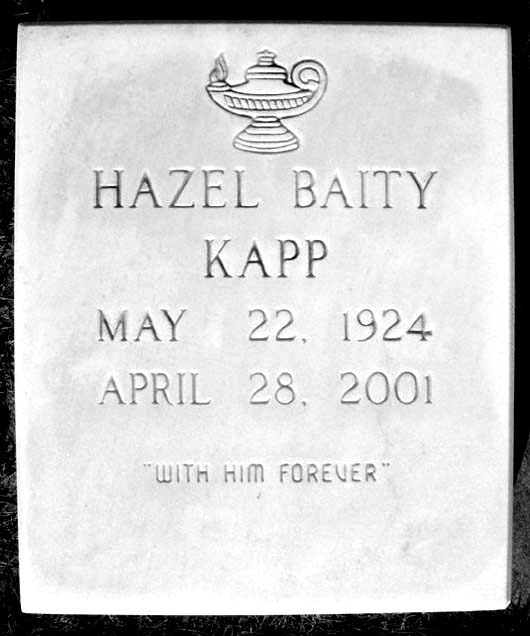 HAZEL BAITY
KAPP
MAY 22, 1924
APRIL 28, 2001
"WITH HIM FOREVER"